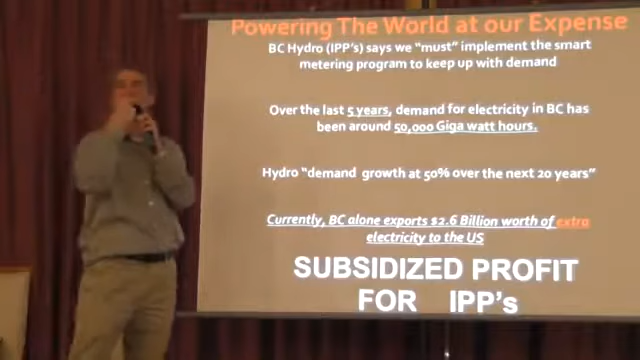 Powering The World at our Expense
BC Hydro (IPP's) says we "must" implement the smart
metering program to keep up with demand
Over the last 5 years, demand for electricity in BC has
been around 50,000 Giga watt hours.
Hydro "demand growth at 50% over the next 20 years"
Currently, BC alone exports $2.6 Billion worth of extra
electricity to the US
SUBSIDIZED PROFIT
FOR IPP's